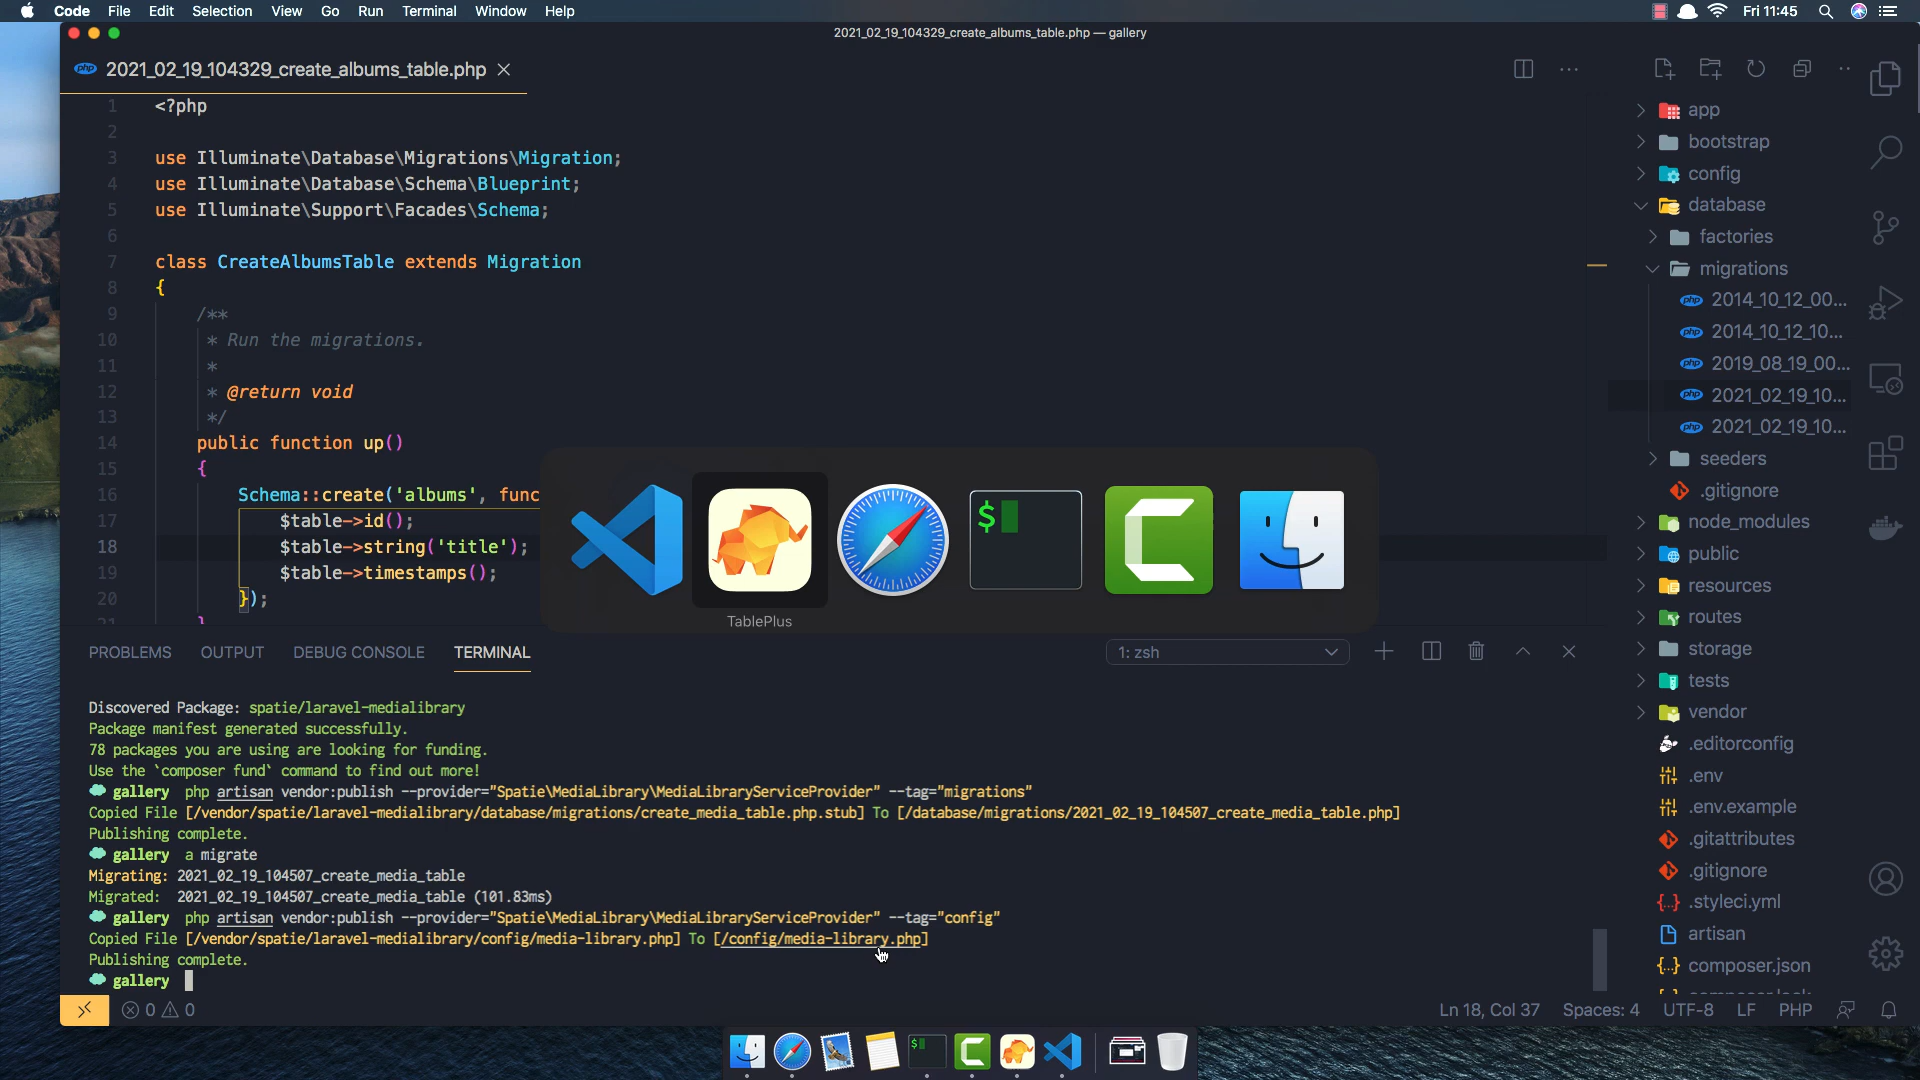 Code File Edit Selection View Go Run Terminal Window Help
Fri 11:45
2021_02_19_104329_create_albums_table.php — gallery
php 2021_02_19_104329_create_albums_table.php
1 <?php
2
3 use Illuminate\Database\Migrations\Migration;
4 use Illuminate\Database\Schema\Blueprint;
5 use Illuminate\Support\Facades\Schema;
6
7 class CreateAlbumsTable extends Migration
8 {
9 /**
10 * Run the migrations.
11 *
12 * @return void
13 */
14 public function up()
15 {
16 Schema::create('albums', func
17 $table->id();
18 $table->string('title');
19 $table->timestamps();
20 });
21 }
$
TablePlus
PROBLEMS OUTPUT DEBUG CONSOLE TERMINAL
1: zsh
Discovered Package: spatie/laravel-medialibrary
Package manifest generated successfully.
78 packages you are using are looking for funding.
Use the `composer fund` command to find out more!
gallery php artisan vendor:publish --provider="Spatie\MediaLibrary\MediaLibraryServiceProvider" --tag="migrations"
Copied File [/vendor/spatie/laravel-medialibrary/database/migrations/create_media_table.php.stub] To [/database/migrations/2021_02_19_104507_create_media_table.php]
Publishing complete.
gallery a migrate
Migrating: 2021_02_19_104507_create_media_table
Migrated: 2021_02_19_104507_create_media_table (101.83ms)
gallery php artisan vendor:publish --provider="Spatie\MediaLibrary\MediaLibraryServiceProvider" --tag="config"
Copied File [/vendor/spatie/laravel-medialibrary/config/media-library.php] To [/config/media-library.php]
Publishing complete.
gallery
app
bootstrap
config
database
factories
migrations
php 2014_10_12_00...
php 2014_10_12_10...
php 2019_08_19_00...
php 2021_02_19_10...
php 2021_02_19_10...
seeders
.gitignore
node_modules
public
resources
routes
storage
tests
vendor
.editorconfig
.env
.env.example
.gitattributes
.gitignore
.styleci.yml
artisan
composer.json
0 0
Ln 18, Col 37 Spaces: 4 UTF-8 LF PHP